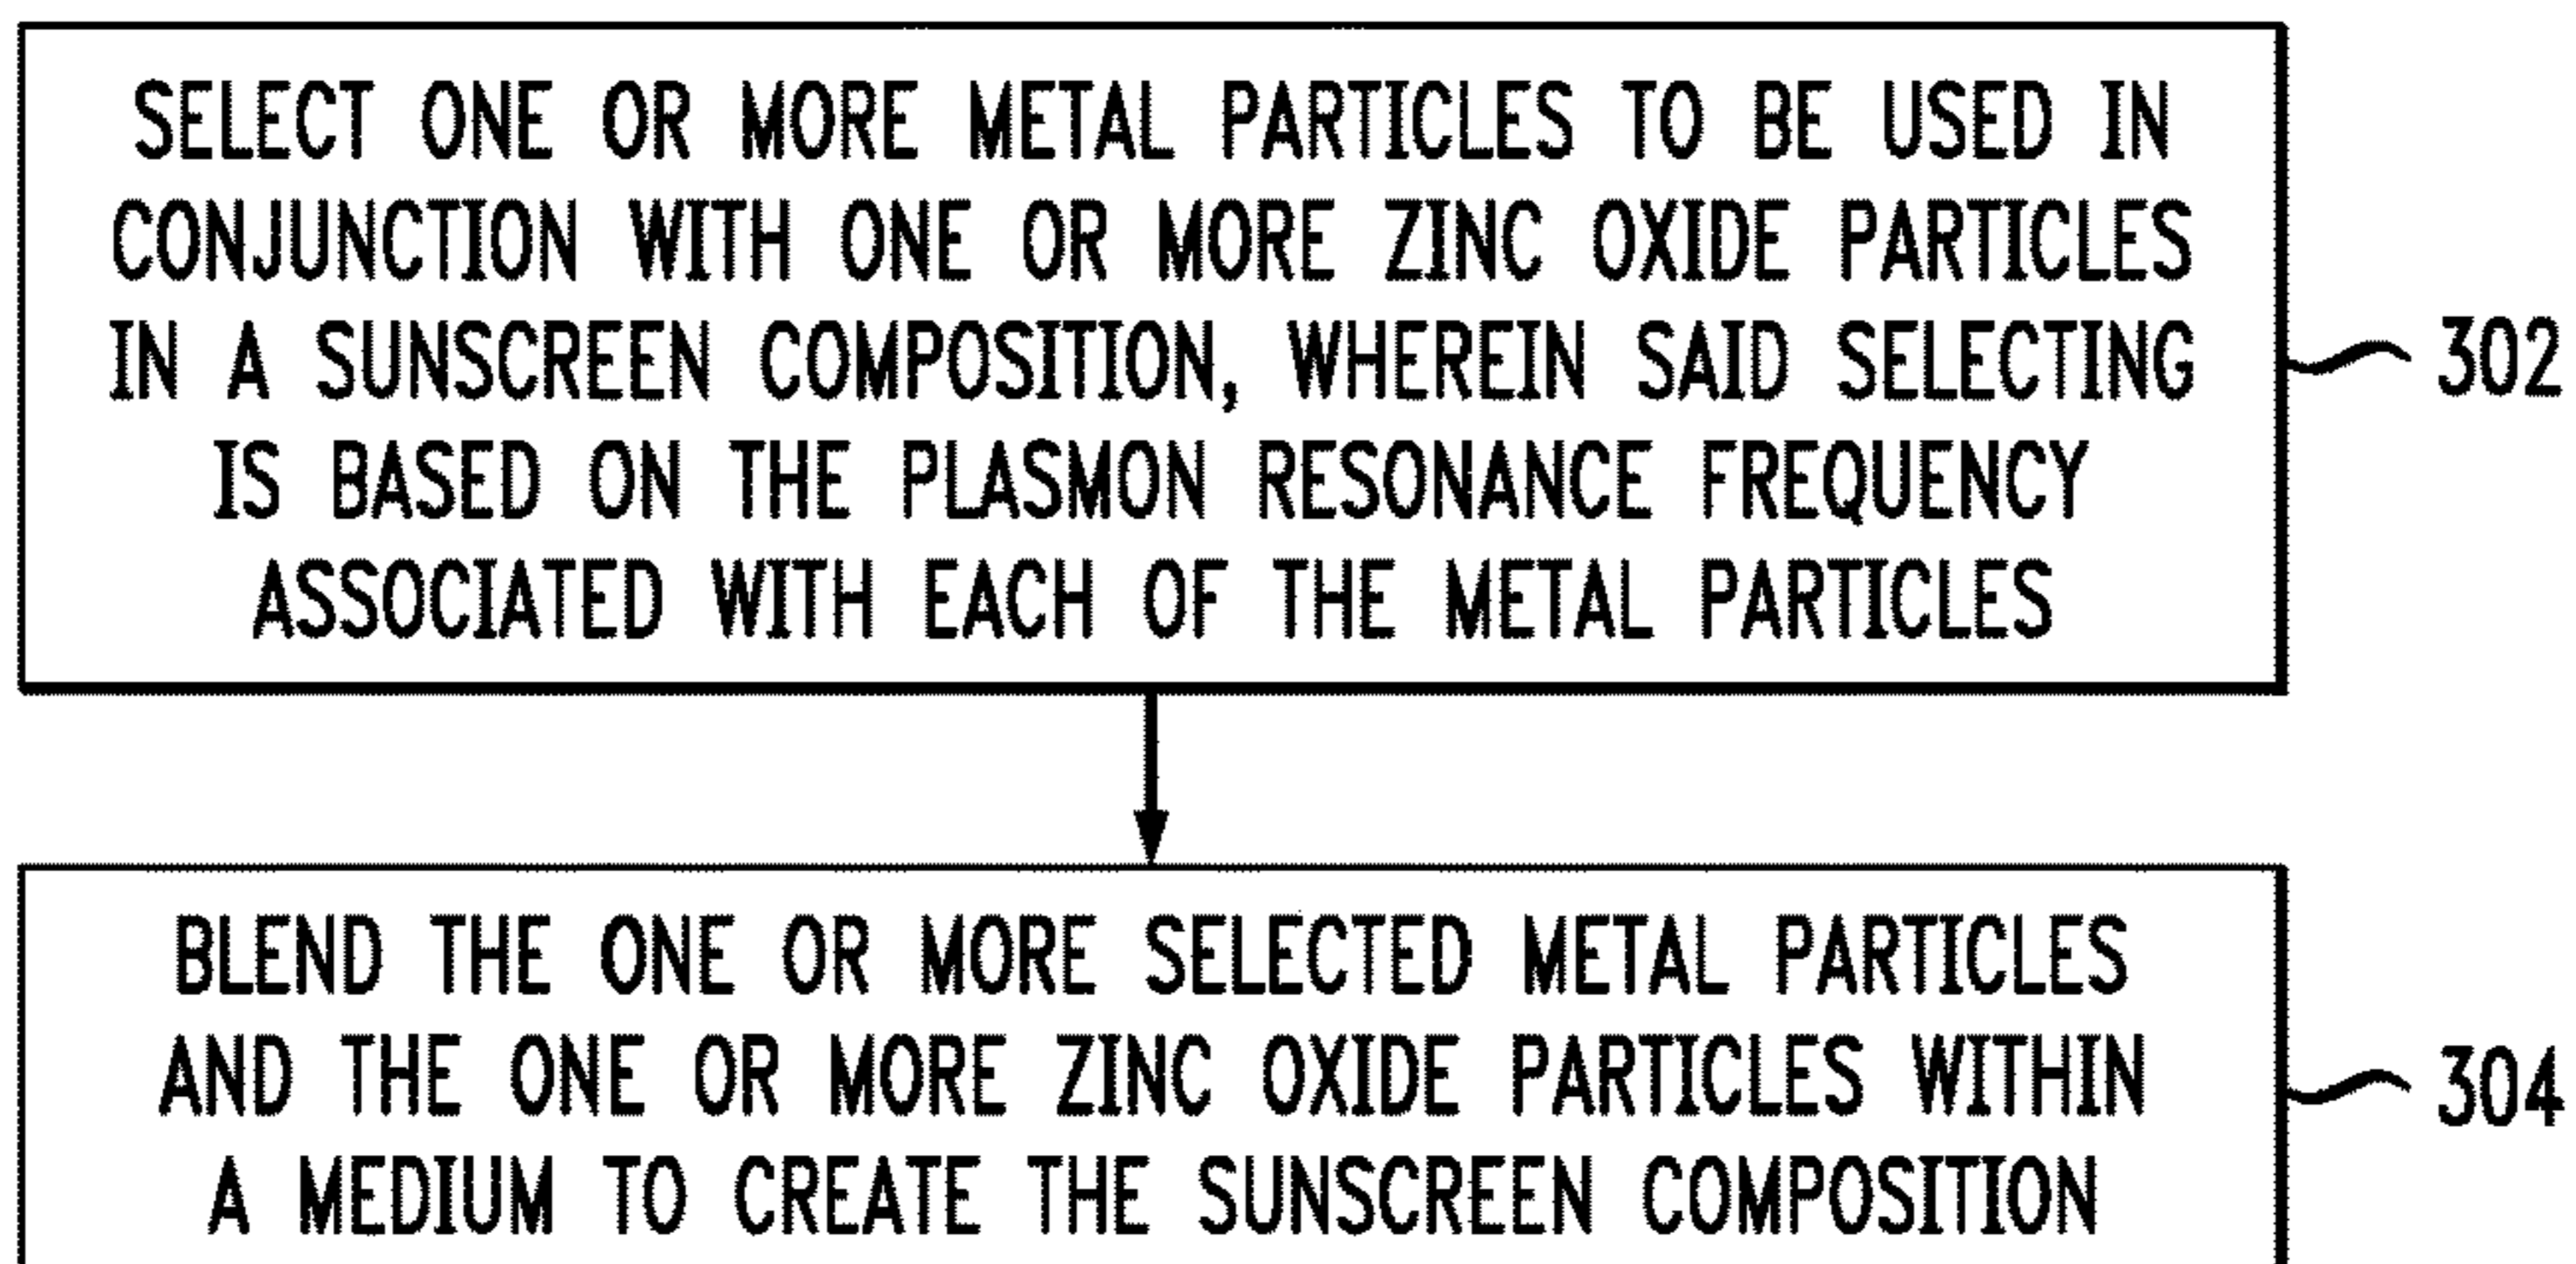 SELECT ONE OR MORE METAL PARTICLES TO BE USED IN
CONJUNCTION WITH ONE OR MORE ZINC OXIDE PARTICLES
IN A SUNSCREEN COMPOSITION, WHEREIN SAID SELECTING
IS BASED ON THE PLASMON RESONANCE FREQUENCY
ASSOCIATED WITH EACH OF THE METAL PARTICLES
302
BLEND THE ONE OR MORE SELECTED METAL PARTICLES
AND THE ONE OR MORE ZINC OXIDE PARTICLES WITHIN
A MEDIUM TO CREATE THE SUNSCREEN COMPOSITION
304